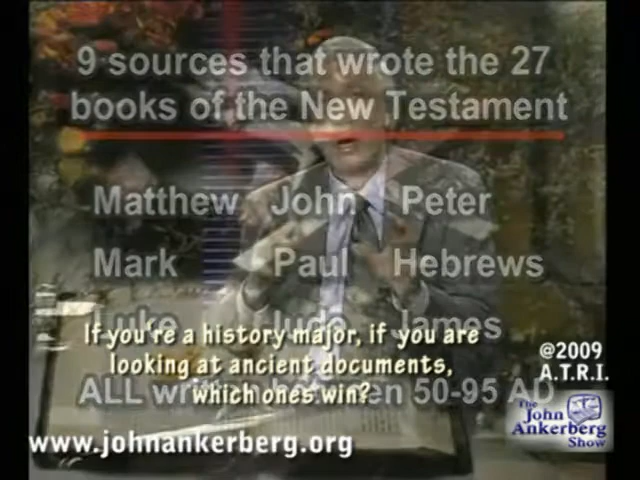 9 sources that wrote the 27
books of the New Testament
Matthew John Peter
Mark Paul Hebrews
Luke Jude James
If you're a history major, if you are
looking at ancient documents,
which ones win?
ALL 50-95 AD
@2009
A.T.R.I.
The
John
Ankerberg
Show
www.johnankerberg.org